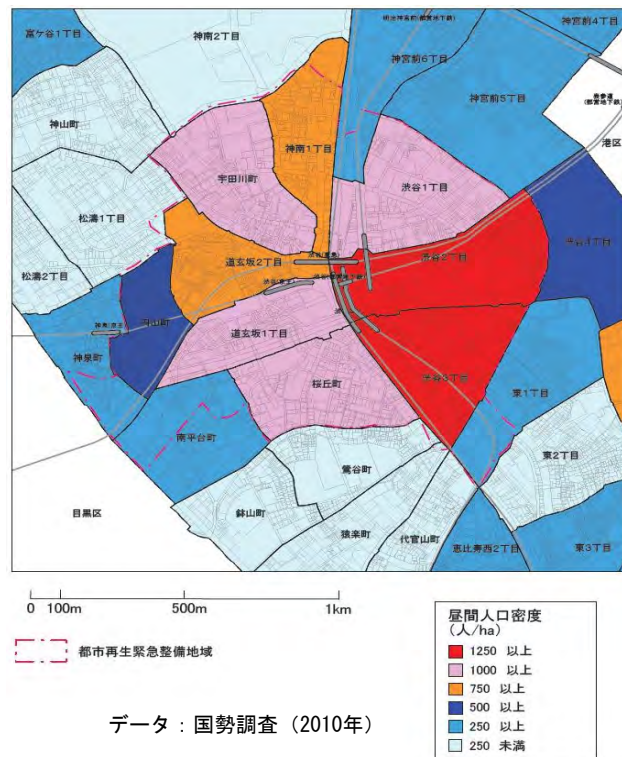 富ケ谷1丁目
神南2丁目
神宮前6丁目
神宮前4丁目
神宮前5丁目
港区
神山町
神南1丁目
宇田川町
渋谷1丁目
松濤1丁目
道玄坂2丁目
渋谷2丁目
渋谷4丁目
松濤2丁目
円山町
道玄坂1丁目
神泉町
渋谷3丁目
東1丁目
桜丘町
南平台町
東2丁目
鶯谷町
目黒区
鉢山町
猿楽町
代官山町
恵比寿西2丁目
東3丁目
0 100m 500m 1km
都市再生緊急整備地域
昼間人口密度
(人/ha)
1250 以上
1000 以上
750 以上
500 以上
250 以上
250 未満
データ:国勢調査(2010年)